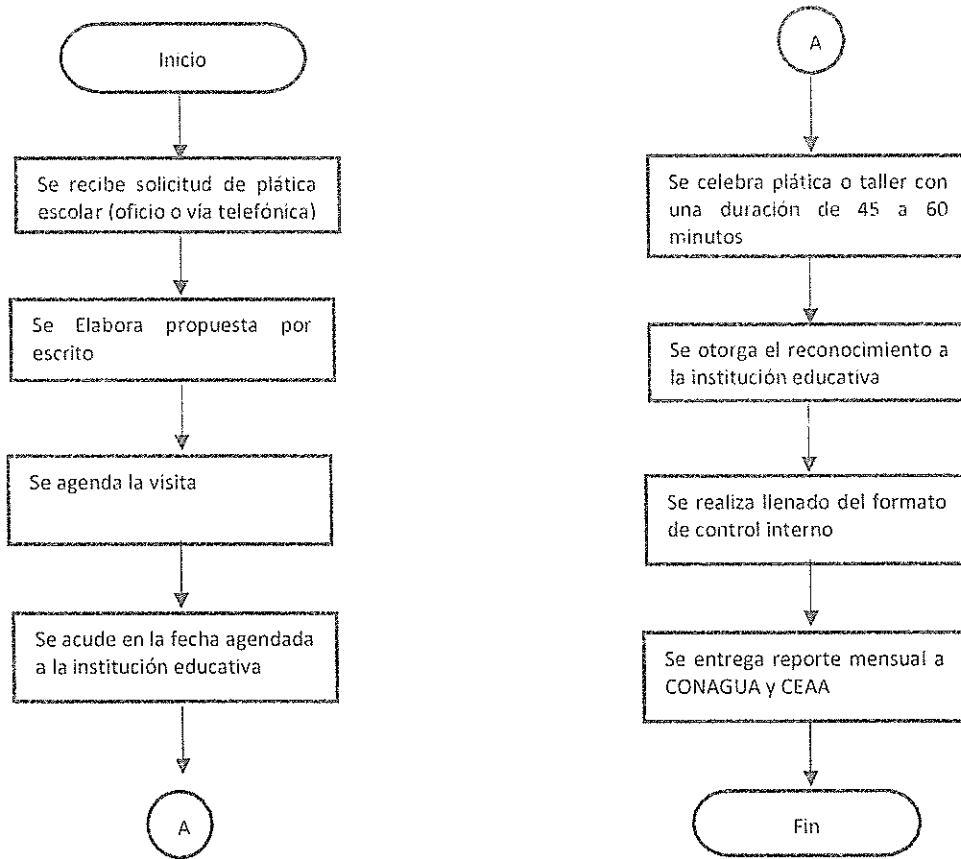 Inicio
Se recibe solicitud de plática
escolar (oficio o vía telefónica)
Se Elabora propuesta por
escrito
Se agenda la visita
Se acude en la fecha agendada
a la institución educativa
A
A
Se celebra plática o taller con
una duración de 45 a 60
minutos
Se otorga el reconocimiento a
la institución educativa
Se realiza llenado del formato
de control interno
Se entrega reporte mensual a
CONAGUA y CEAA
Fin